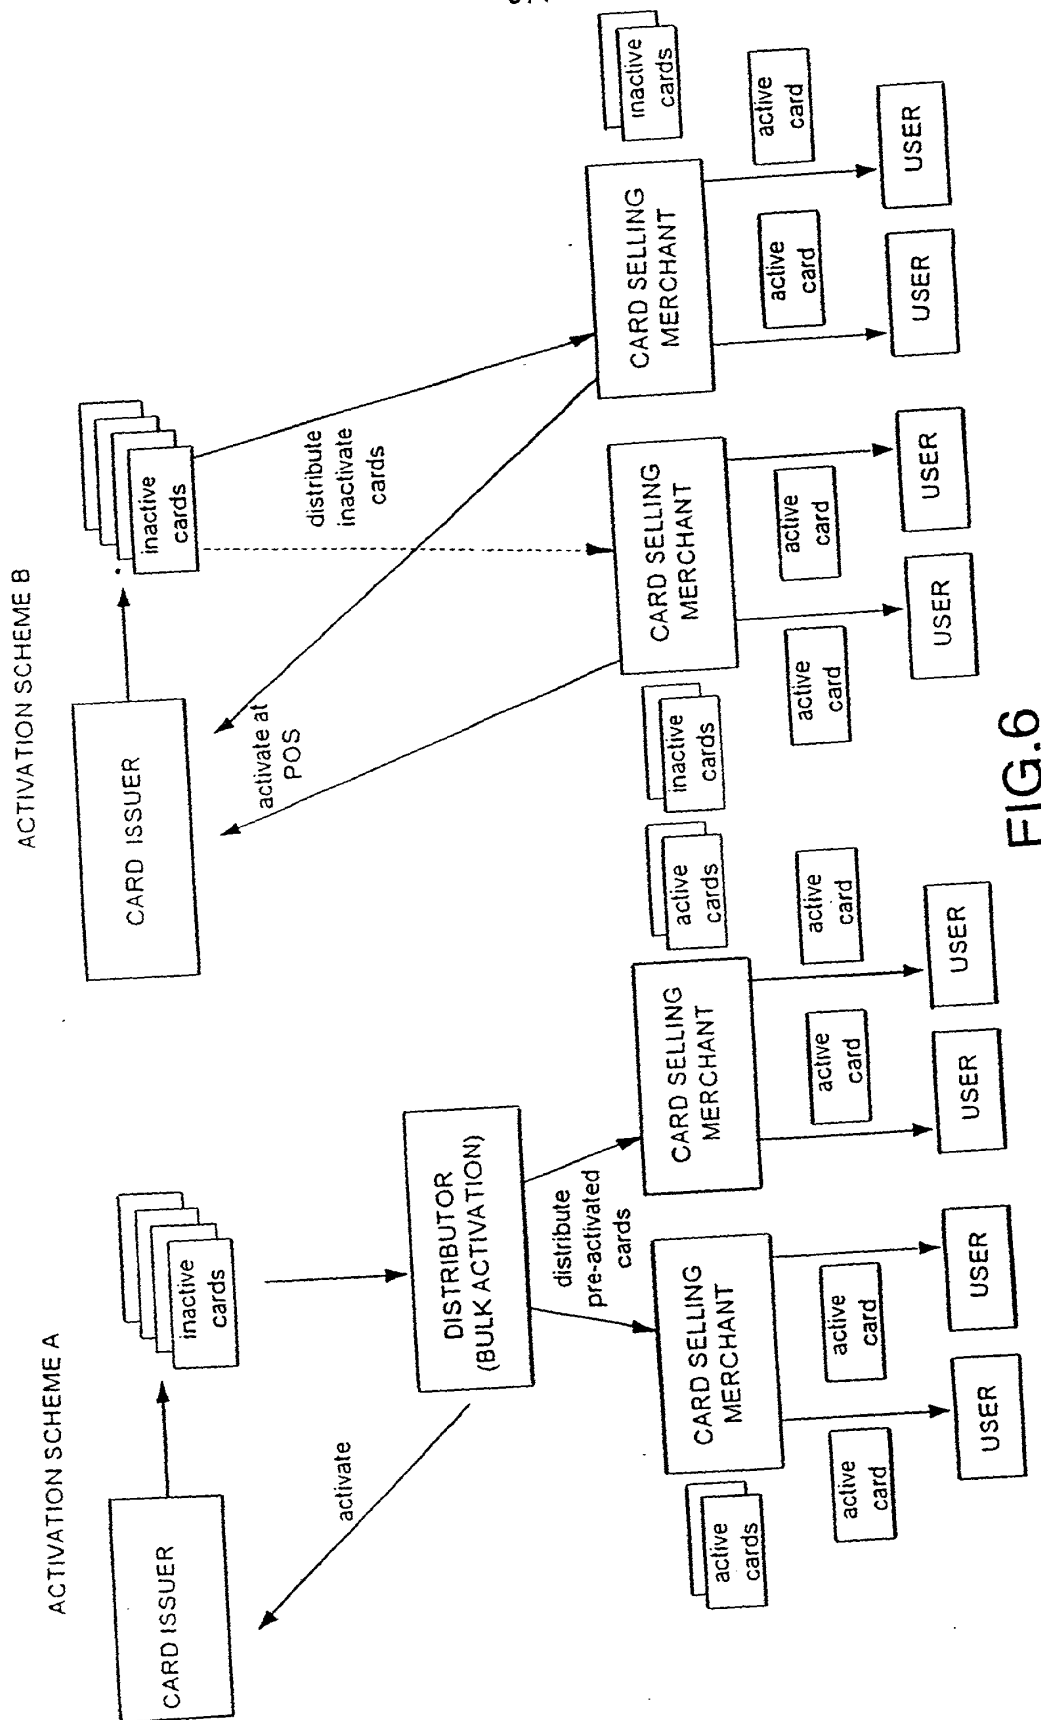 ACTIVATION SCHEME A
CARD ISSUER
inactive
cards
activate
DISTRIBUTOR
(BULK ACTIVATION)
distribute
pre-activated
cards
active
cards
CARD SELLING
MERCHANT
active
card
USER
active
card
USER
CARD SELLING
MERCHANT
active
cards
active
card
USER
active
card
USER
ACTIVATION SCHEME B
CARD ISSUER
inactive
cards
distribute
inactivate
cards
activate at
POS
inactive
cards
CARD SELLING
MERCHANT
active
card
USER
active
card
USER
CARD SELLING
MERCHANT
inactive
cards
active
card
USER
active
card
USER
FIG.6